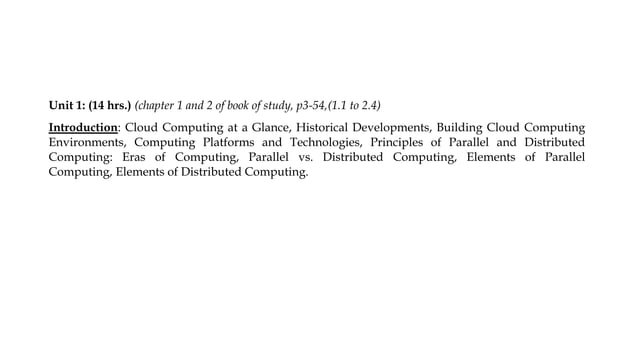 Unit 1: (14 hrs.) (chapter 1 and 2 of book of study, p3-54,(1.1 to 2.4)
Introduction: Cloud Computing at a Glance, Historical Developments, Building Cloud Computing
Environments, Computing Platforms and Technologies, Principles of Parallel and Distributed
Computing: Eras of Computing, Parallel vs. Distributed Computing, Elements of Parallel
Computing, Elements of Distributed Computing.